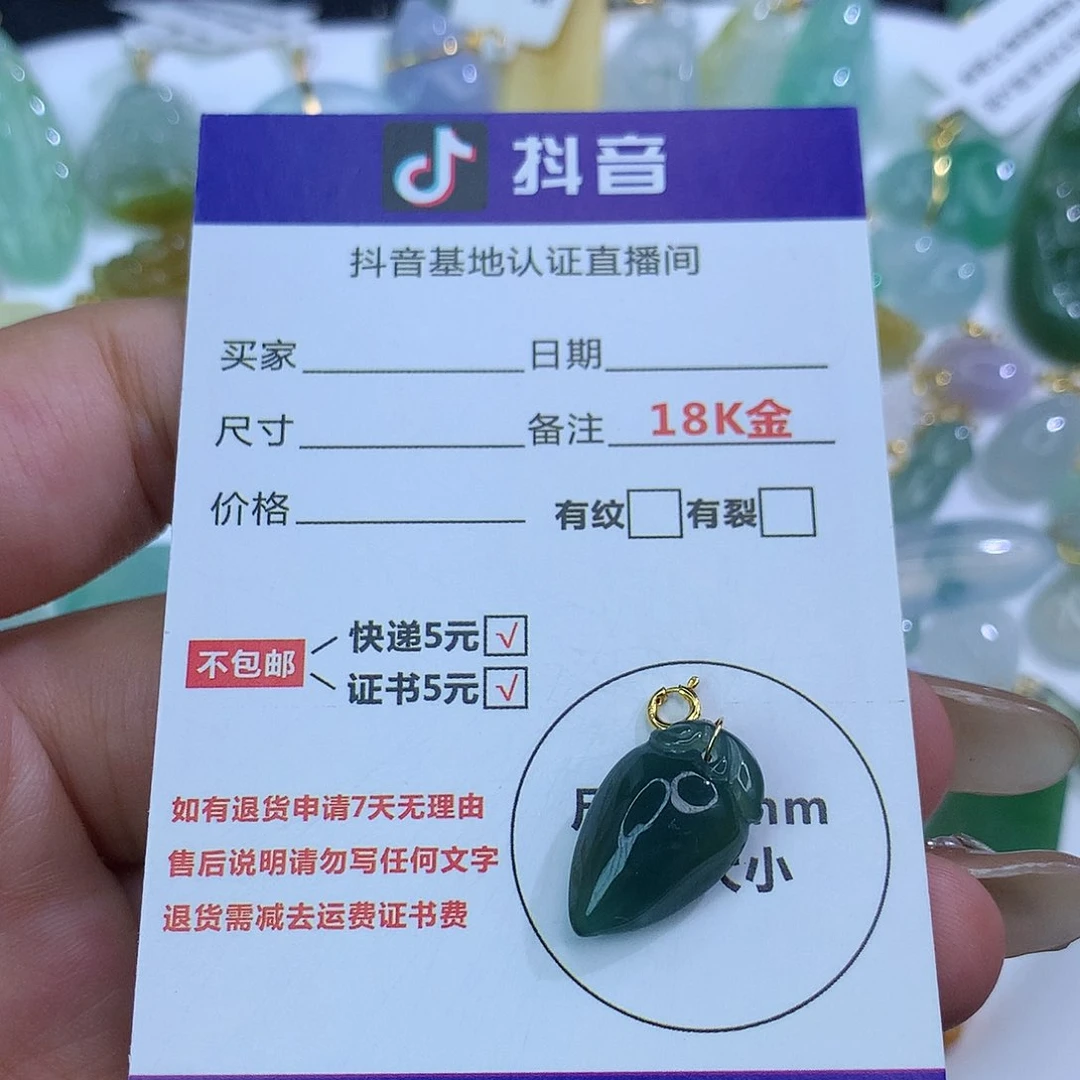 抖音
抖音基地认证直播间
买家 日期
尺寸 备注 18K金
价格 有纹 有裂
不包邮
快递5元 √
证书5元 √
mm
小
如有退货申请7天无理由
售后说明请勿写任何文字
退货需减去运费证书费